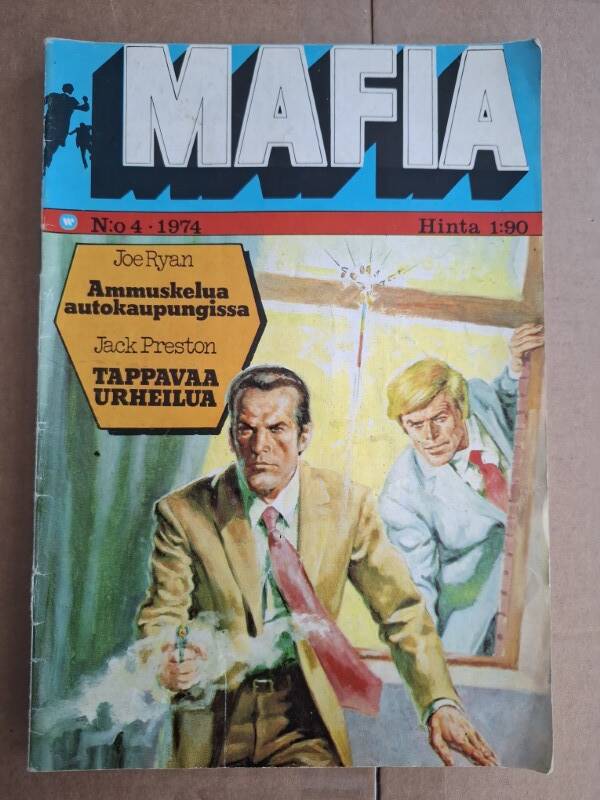 MAFIA
N:o 4 · 1974 Hinta 1:90
Joe Ryan
Ammuskelua
autokaupungissa
Jack Preston
TAPPAVAA
URHEILUA